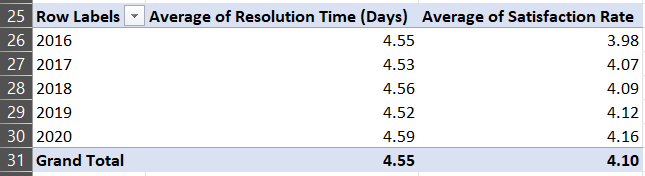 25 Row Labels Average of Resolution Time (Days) Average of Satisfaction Rate
26 2016 4.55 3.98
27 2017 4.53 4.07
28 2018 4.56 4.09
29 2019 4.52 4.12
30 2020 4.59 4.16
31 Grand Total 4.55 4.10